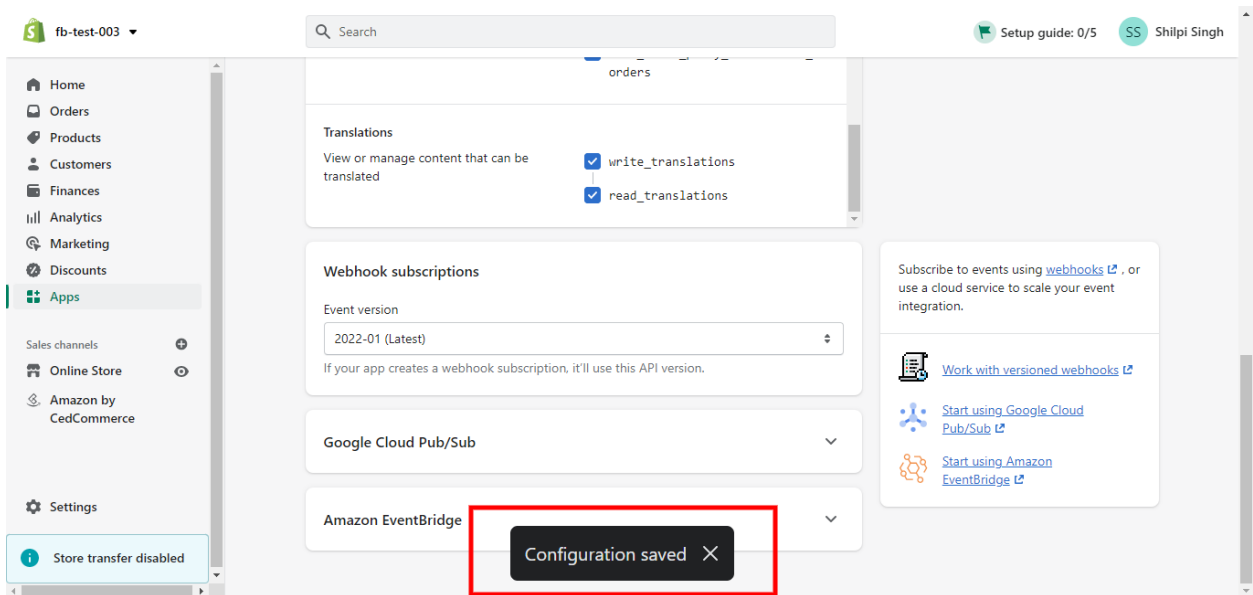 fb-test-003
Search
Setup guide: 0/5
SS
Shilpi Singh
Home
Orders
Products
Customers
Finances
Analytics
Marketing
Discounts
Apps
Sales channels
Online Store
Amazon by
CedCommerce
Settings
Store transfer disabled
orders
Translations
View or manage content that can be
translated
write_translations
read_translations
Webhook subscriptions
Event version
2022-01 (Latest)
If your app creates a webhook subscription, it'll use this API version.
Google Cloud Pub/Sub
Amazon EventBridge
Configuration saved
Subscribe to events using webhooks , or
use a cloud service to scale your event
integration.
Work with versioned webhooks
Start using Google Cloud
Pub/Sub
Start using Amazon
EventBridge